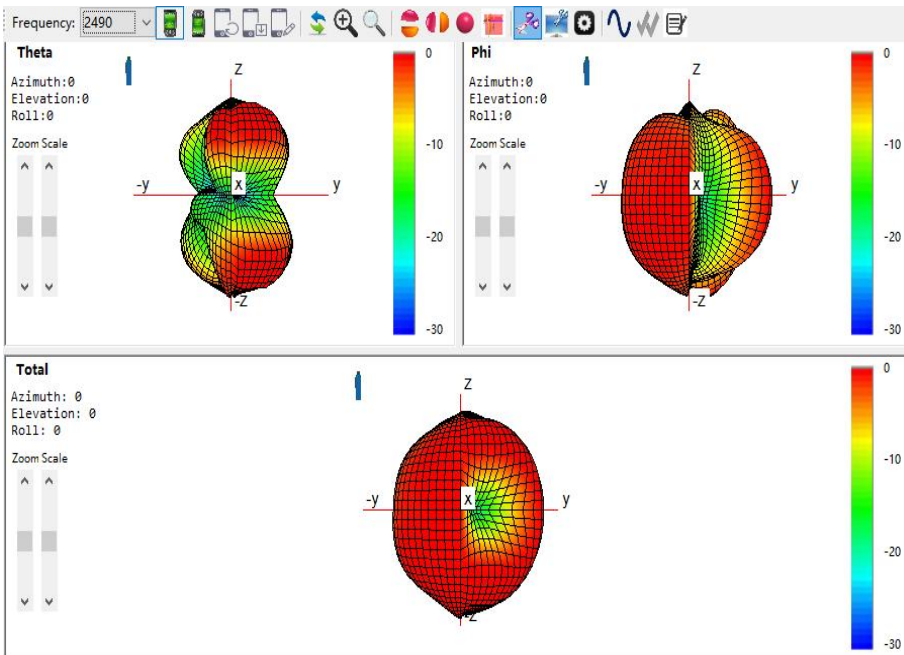 Frequency: 2490
Theta
Azimuth:0
Elevation:0
Roll:0
Zoom Scale
Z
-y
x
y
-Z
0
-10
-20
-30
Phi
Azimuth:0
Elevation:0
Roll:0
Zoom Scale
Z
-y
x
y
-Z
0
-10
-20
-30
Total
Azimuth: 0
Elevation: 0
Roll: 0
Zoom Scale
Z
-y
x
y
-Z
0
-10
-20
-30